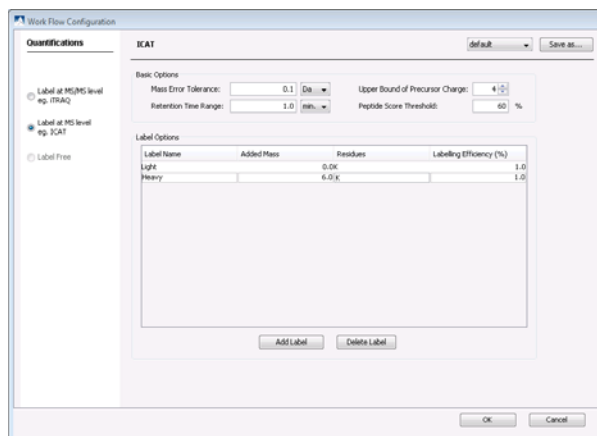 Work Flow Configuration
Quantifications
ICAT
default
Save as...
Label at MS/MS level
eg. iTRAQ
Label at MS level
eg. ICAT
Label Free
Basic Options
Mass Error Tolerance: 0.1 Da
Upper Bound of Precursor Charge: 4
Retention Time Range: 1.0 min.
Peptide Score Threshold: 60 %
Label Options
Label Name Added Mass Residues Labelling Efficiency (%)
Light 0.0 K 1.0
Heavy 6.0 K 1.0
Add Label Delete Label
OK Cancel